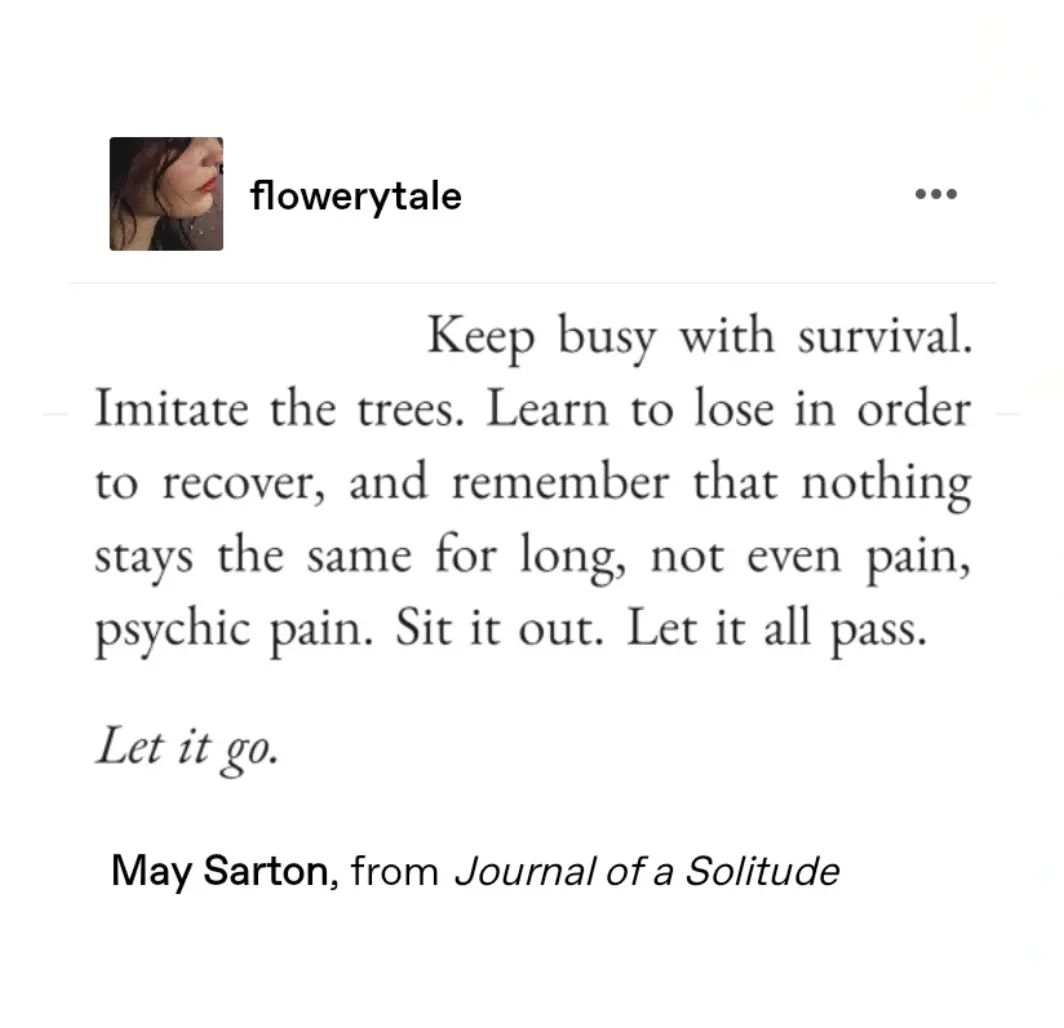 flowerytale
Keep busy with survival.
Imitate the trees. Learn to lose in order
to recover, and remember that nothing
stays the same for long, not even pain,
psychic pain. Sit it out. Let it all pass.
Let it go.
May Sarton, from Journal of a Solitude